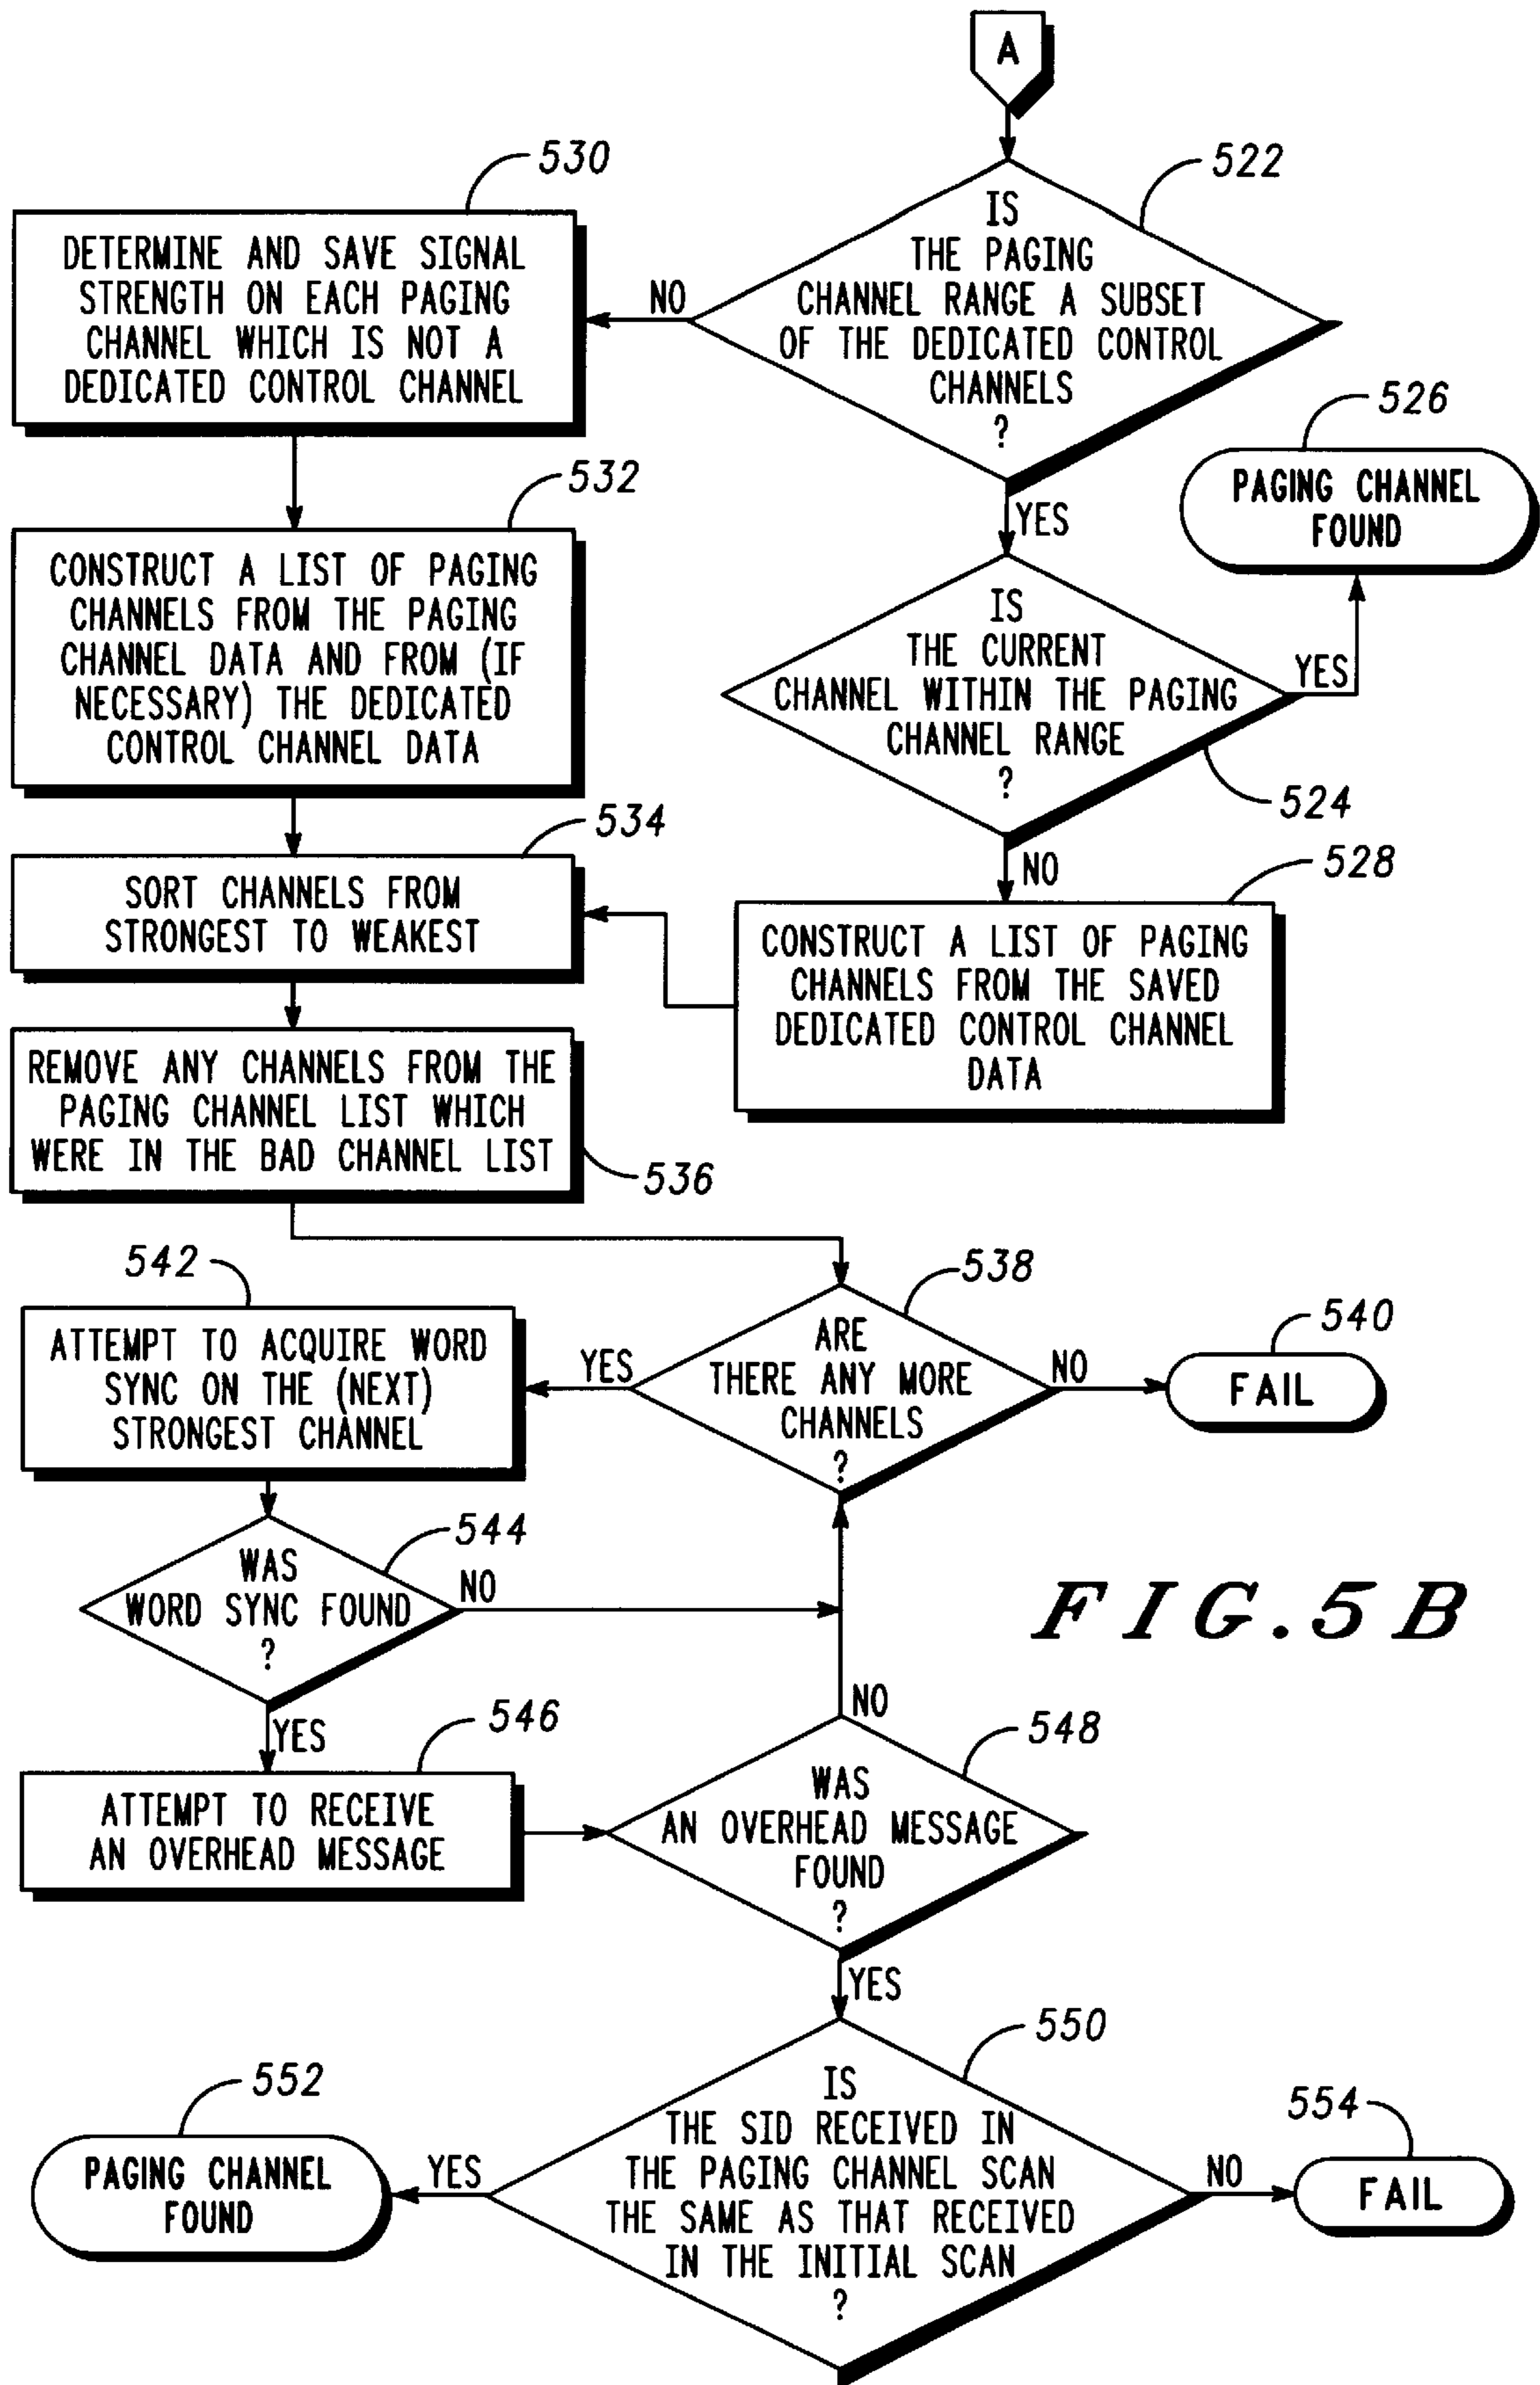 A
522
IS
THE PAGING
CHANNEL RANGE A SUBSET
OF THE DEDICATED CONTROL
CHANNELS
?
NO
YES
530
DETERMINE AND SAVE SIGNAL
STRENGTH ON EACH PAGING
CHANNEL WHICH IS NOT A
DEDICATED CONTROL CHANNEL
526
PAGING CHANNEL
FOUND
532
CONSTRUCT A LIST OF PAGING
CHANNELS FROM THE PAGING
CHANNEL DATA AND FROM (IF
NECESSARY) THE DEDICATED
CONTROL CHANNEL DATA
IS
THE CURRENT
CHANNEL WITHIN THE PAGING
CHANNEL RANGE
?
YES
524
NO
534
SORT CHANNELS FROM
STRONGEST TO WEAKEST
528
CONSTRUCT A LIST OF PAGING
CHANNELS FROM THE SAVED
DEDICATED CONTROL CHANNEL
DATA
REMOVE ANY CHANNELS FROM THE
PAGING CHANNEL LIST WHICH
WERE IN THE BAD CHANNEL LIST
536
538
ARE
THERE ANY MORE
CHANNELS
?
YES
NO
540
FAIL
542
ATTEMPT TO ACQUIRE WORD
SYNC ON THE (NEXT)
STRONGEST CHANNEL
544
WAS
WORD SYNC FOUND
?
NO
YES
FIG.5B
546
ATTEMPT TO RECEIVE
AN OVERHEAD MESSAGE
NO
548
WAS
AN OVERHEAD MESSAGE
FOUND
?
YES
550
IS
THE SID RECEIVED IN
THE PAGING CHANNEL SCAN
THE SAME AS THAT RECEIVED
IN THE INITIAL SCAN
?
YES
552
PAGING CHANNEL
FOUND
NO
554
FAIL